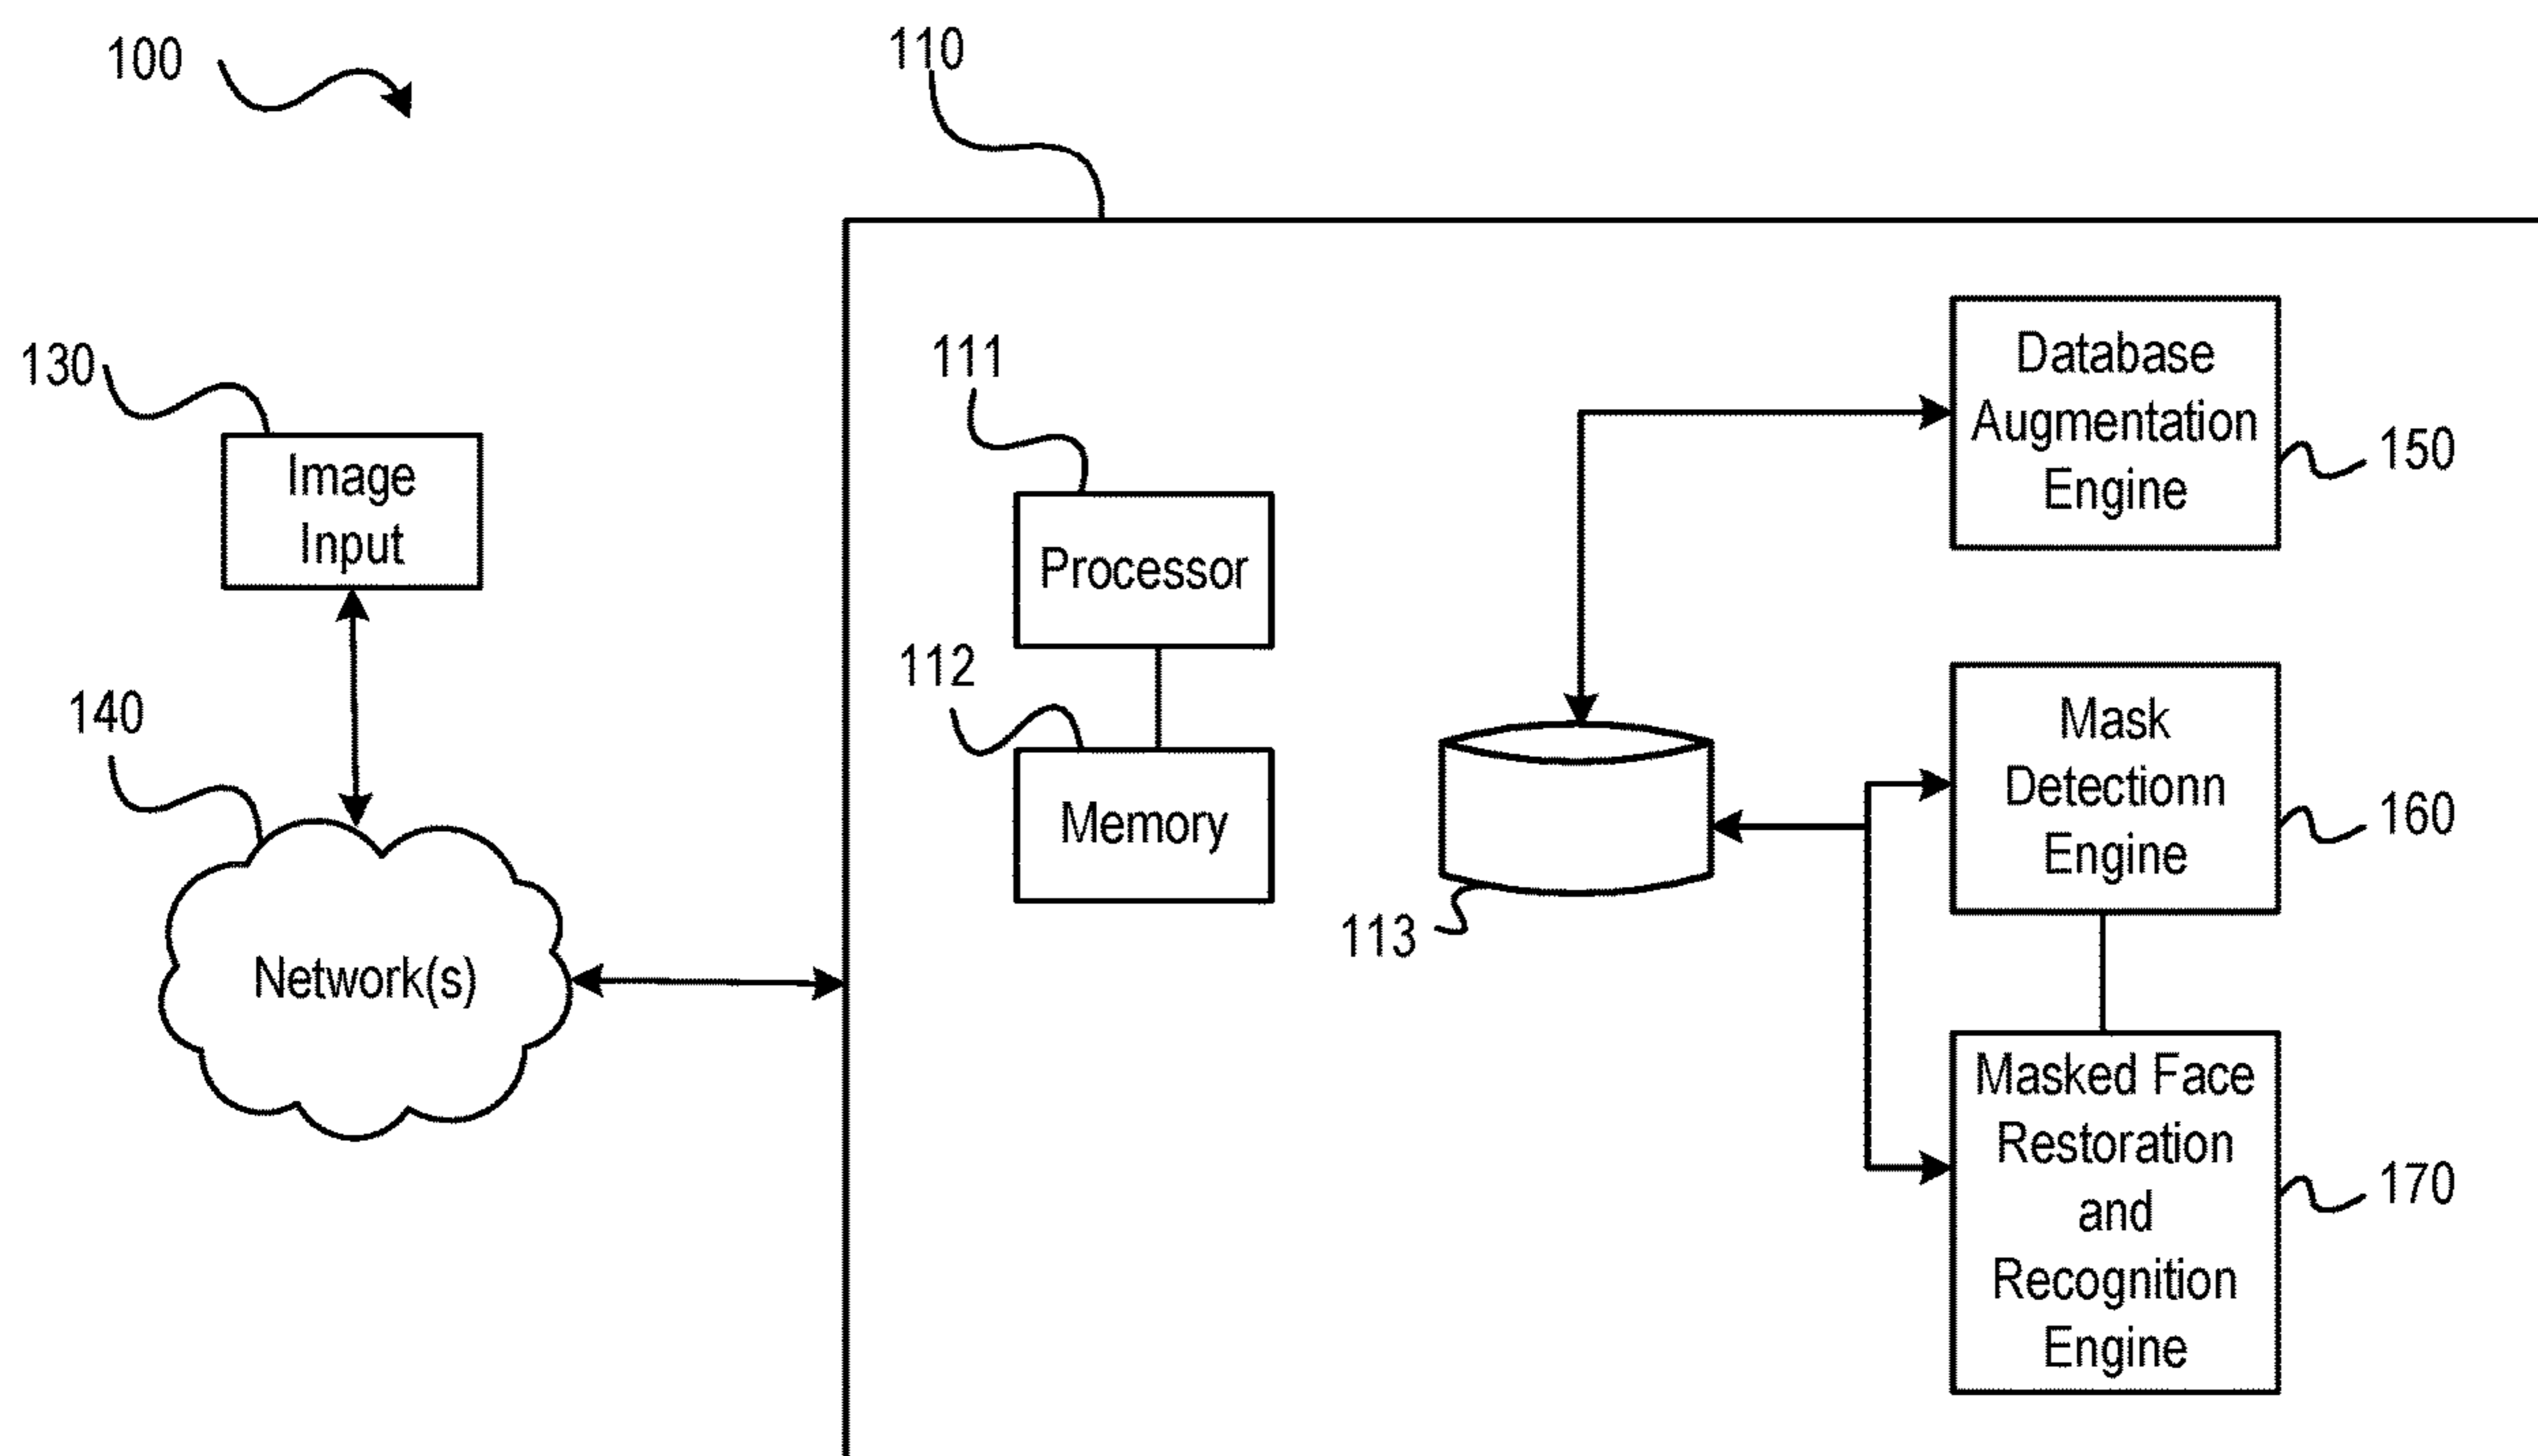 100
110
130
111
Image
Input
Database
Augmentation
Engine
150
Processor
112
140
Memory
Mask
Detectionn
Engine
160
113
Network(s)
Masked Face
Restoration
and
Recognition
Engine
170